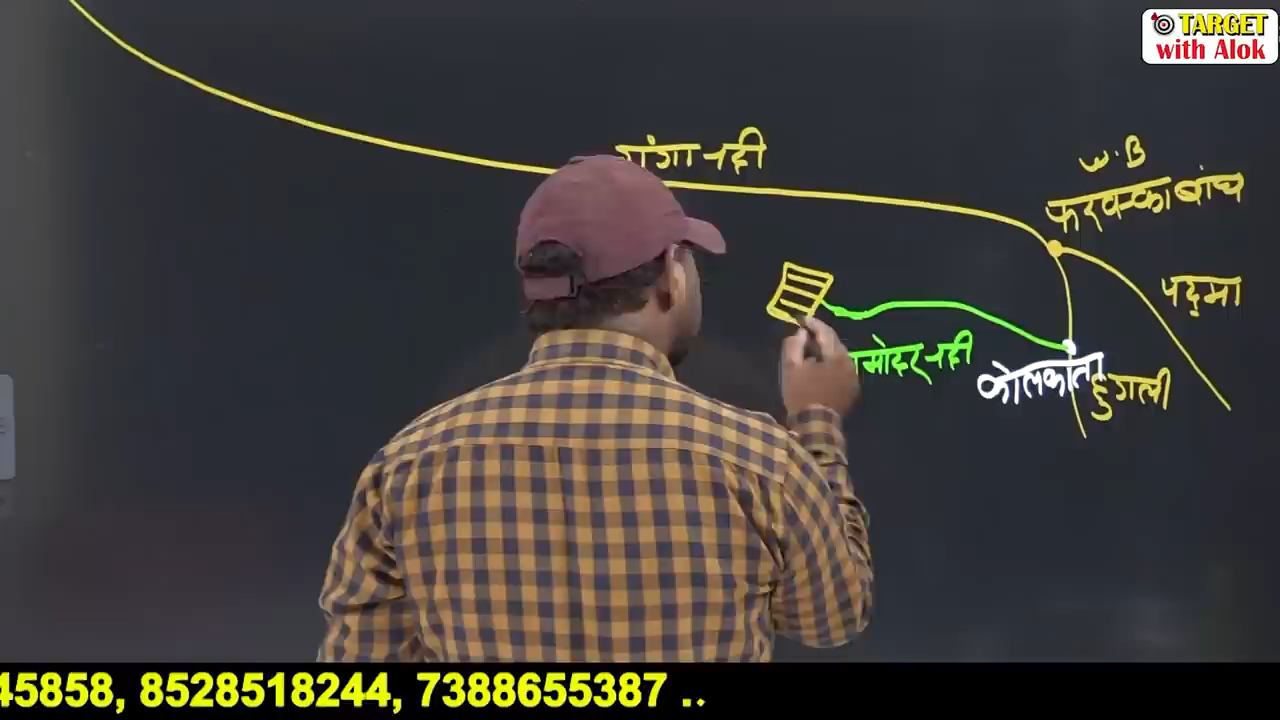 TARGET
with Alok
गंगा नदी
W.B
फरक्का बांध
पद्मा
दामोदर नदी
कोलकाता
हुगली
45858, 8528518244, 7388655387 ..